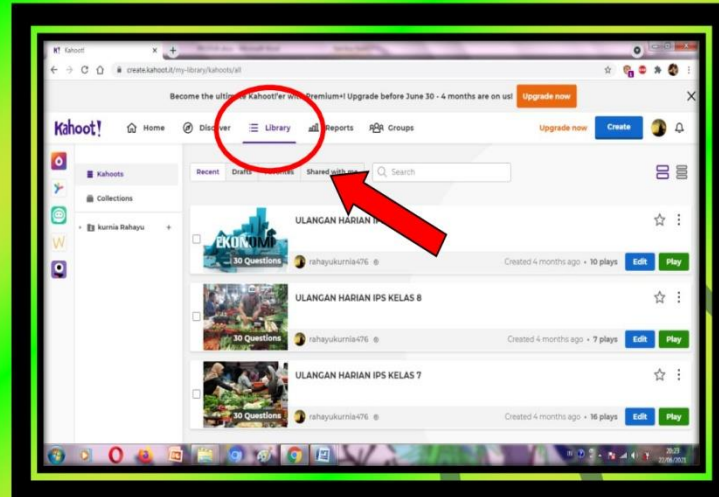 Kahoot!
create.kahoot.it/my-library/kahoots/all
Become the ultimate Kahoot!'er with Premium+! Upgrade before June 30 - 4 months are on us! Upgrade now
Kahoot! Home Discover Library Reports Groups Upgrade now Create
Kahoots
Collections
kurnia Rahayu
Recent Drafts Favorites Shared with me Search
ULANGAN HARIAN
EKONOMI
30 Questions
rahayukurnia476
Created 4 months ago • 10 plays Edit Play
ULANGAN HARIAN IPS KELAS 8
30 Questions
rahayukurnia476
Created 4 months ago • 7 plays Edit Play
ULANGAN HARIAN IPS KELAS 7
30 Questions
rahayukurnia476
Created 4 months ago • 16 plays Edit Play
IN